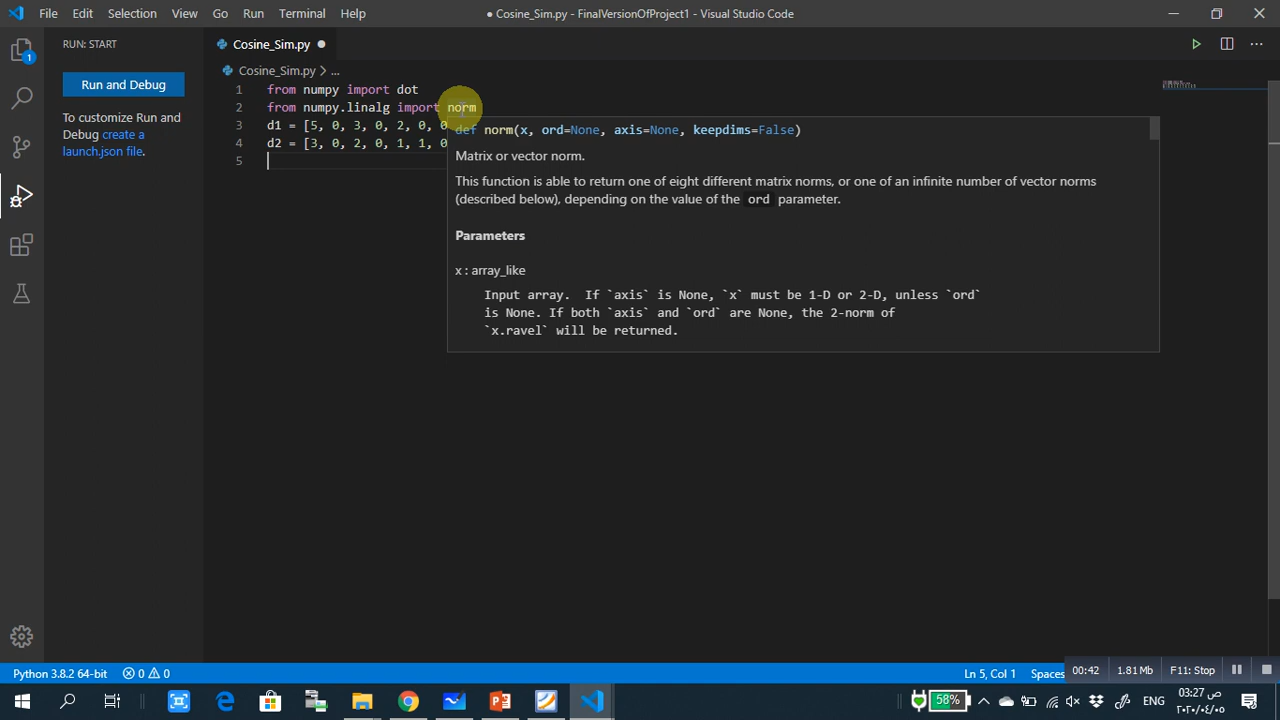 File Edit Selection View Go Run Terminal Help
● Cosine_Sim.py - FinalVersionOfProject1 - Visual Studio Code
RUN: START
Run and Debug
To customize Run and
Debug create a
launch.json file.
1
Cosine_Sim.py ●
Cosine_Sim.py > ...
1 from numpy import dot
2 from numpy.linalg import norm
3 d1 = [5, 0, 3, 0, 2, 0, 0
4 d2 = [3, 0, 2, 0, 1, 1, 0
5
def norm(x, ord=None, axis=None, keepdims=False)
Matrix or vector norm.
This function is able to return one of eight different matrix norms, or one of an infinite number of vector norms
(described below), depending on the value of the ord parameter.
Parameters
x : array_like
Input array. If `axis` is None, `x` must be 1-D or 2-D, unless `ord`
is None. If both `axis` and `ord` are None, the 2-norm of
`x.ravel` will be returned.
Python 3.8.2 64-bit 0 0 Ln 5, Col 1 Spaces
00:42 1.81 Mb F11: Stop
58% ENG
03:27 ص
٢٠٢٠/٠٤/٠٥